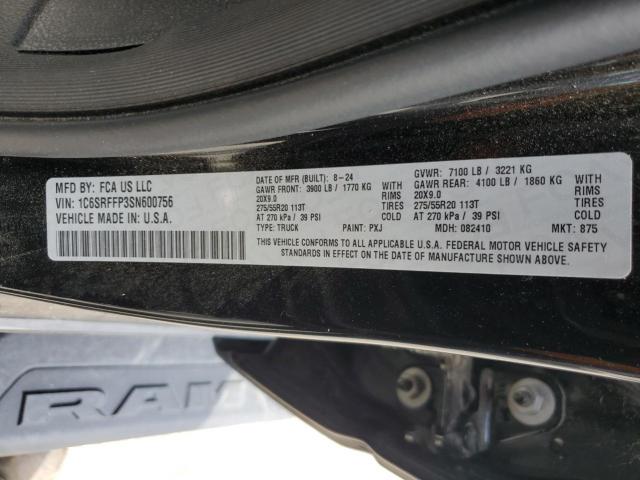 MFD BY: FCA US LLC
VIN: 1C6SRFFP3SN600756
VEHICLE MADE IN U.S.A.
DATE OF MFR (BUILT): 8-24
GAWR FRONT: 3900 LB / 1770 KG WITH
20X9.0
275/55R20 113T TIRES
AT 270 kPa / 39 PSI RIMS
TYPE: TRUCK PAINT: PXJ
GVWR: 7100 LB / 3221 KG
GAWR REAR: 4100 LB / 1860 KG WITH
20X9.0
275/55R20 113T TIRES
AT 270 kPa / 39 PSI RIMS
MDH: 082410 MKT: 875
275/55R20 113T
THIS VEHICLE CONFORMS TO ALL APPLICABLE U.S.A. FEDERAL MOTOR VEHICLE SAFETY
STANDARDS IN EFFECT ON THE DATE OF MANUFACTURE SHOWN ABOVE.
RAM